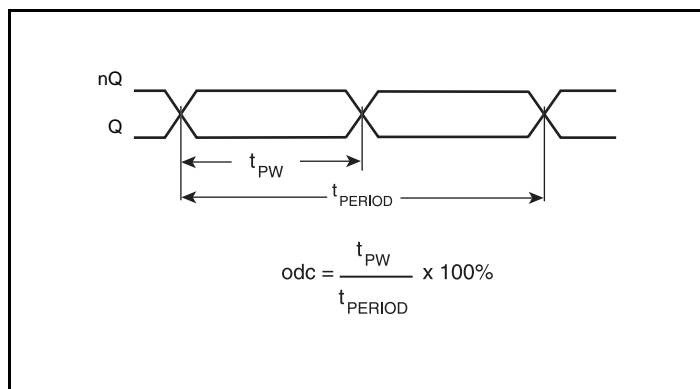 nQ
Q
tPW
tPERIOD
odc = tPW / tPERIOD x 100%